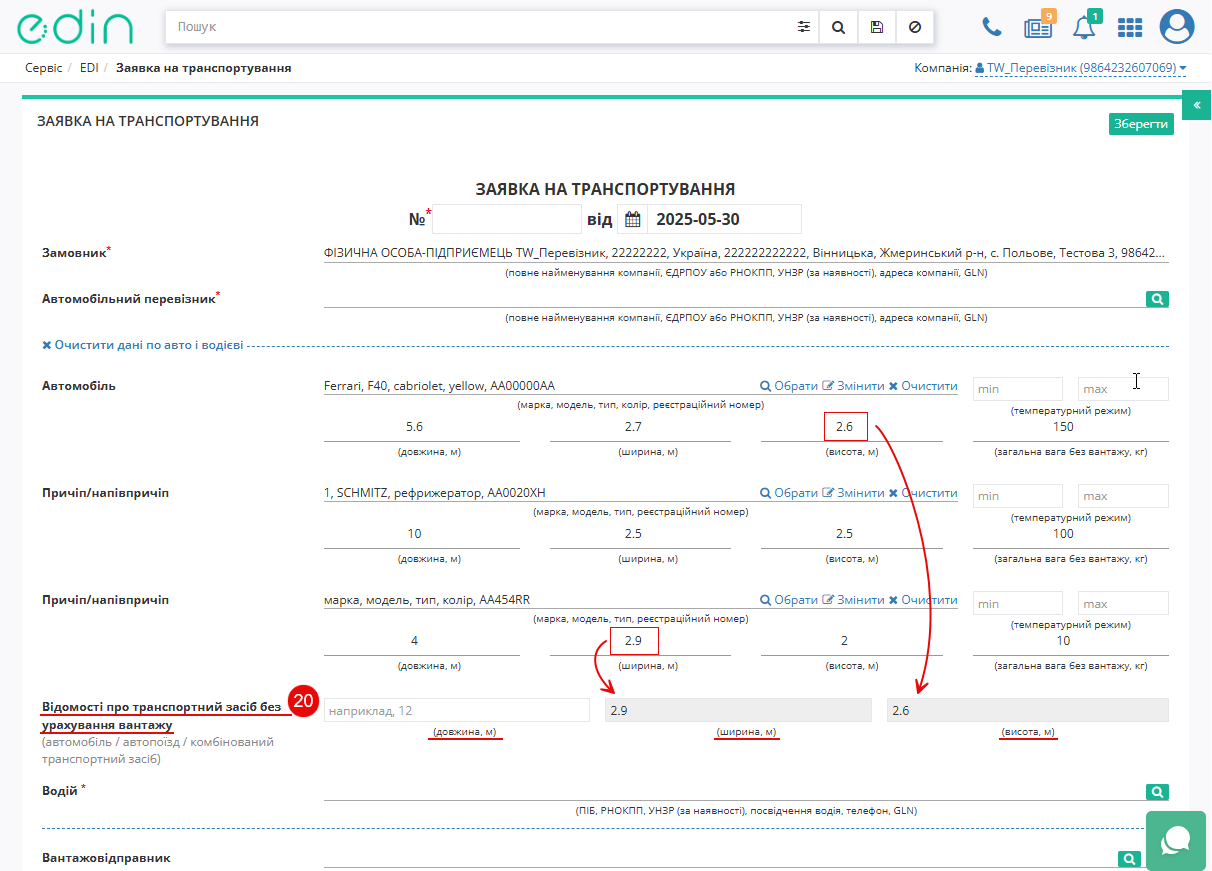 edin
Пошук
9
1
Сервіс / EDI / Заявка на транспортування
Компанія: TW_Перевізник (9864232607069)
«
ЗАЯВКА НА ТРАНСПОРТУВАННЯ
Зберегти
ЗАЯВКА НА ТРАНСПОРТУВАННЯ
№* від 2025-05-30
Замовник* ФІЗИЧНА ОСОБА-ПІДПРИЄМЕЦЬ TW_Перевізник, 22222222, Україна, 222222222222, Вінницька, Жмеринський р-н, с. Польове, Тестова 3, 98642...
(повне найменування компанії, ЄДРПОУ або РНОКПП, УНЗР (за наявності), адреса компанії, GLN)
Автомобільний перевізник*
(повне найменування компанії, ЄДРПОУ або РНОКПП, УНЗР (за наявності), адреса компанії, GLN)
Очистити дані по авто і водієві
Автомобіль Ferrari, F40, cabriolet, yellow, AA00000AA Обрати Змінити Очистити min max
(марка, модель, тип, колір, реєстраційний номер) (температурний режим)
5.6 2.7 2.6 150
(довжина, м) (ширина, м) (висота, м) (загальна вага без вантажу, кг)
Причіп/напівпричіп 1, SCHMITZ, рефрижератор, AA0020XH Обрати Змінити Очистити min max
(марка, модель, тип, реєстраційний номер) (температурний режим)
10 2.5 2.5 100
(довжина, м) (ширина, м) (висота, м) (загальна вага без вантажу, кг)
Причіп/напівпричіп марка, модель, тип, колір, AA454RR Обрати Змінити Очистити min max
(марка, модель, тип, реєстраційний номер) (температурний режим)
4 2.9 2 10
(довжина, м) (ширина, м) (висота, м) (загальна вага без вантажу, кг)
20
Відомості про транспортний засіб без наприклад, 12 2.9 2.6
урахування вантажу (довжина, м) (ширина, м) (висота, м)
(автомобіль / автопоїзд / комбінований
транспортний засіб)
Водій *
(ПІБ, РНОКПП, УНЗР (за наявності), посвідчення водія, телефон, GLN)
Вантажовідправник